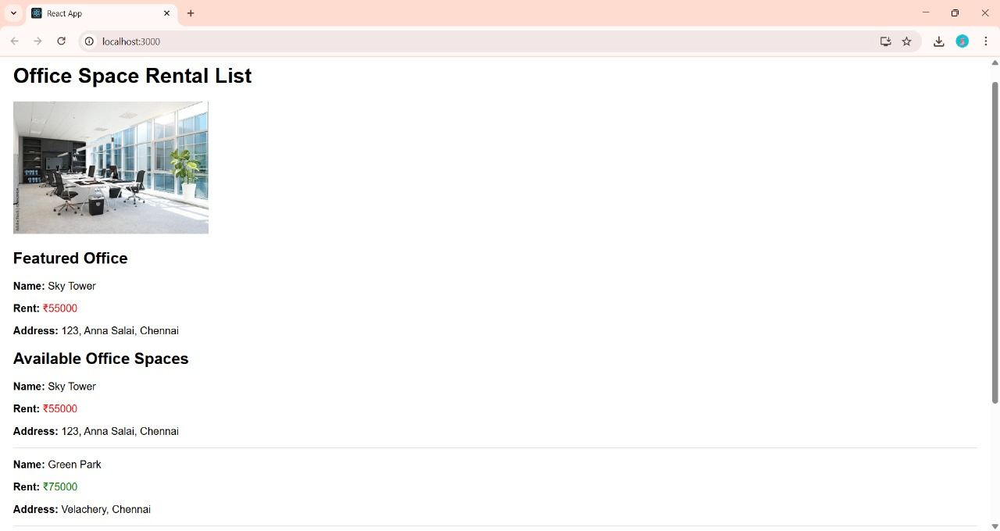 React App
localhost:3000
Office Space Rental List
Featured Office
Name: Sky Tower
Rent: ₹55000
Address: 123, Anna Salai, Chennai
Available Office Spaces
Name: Sky Tower
Rent: ₹55000
Address: 123, Anna Salai, Chennai
Name: Green Park
Rent: ₹75000
Address: Velachery, Chennai